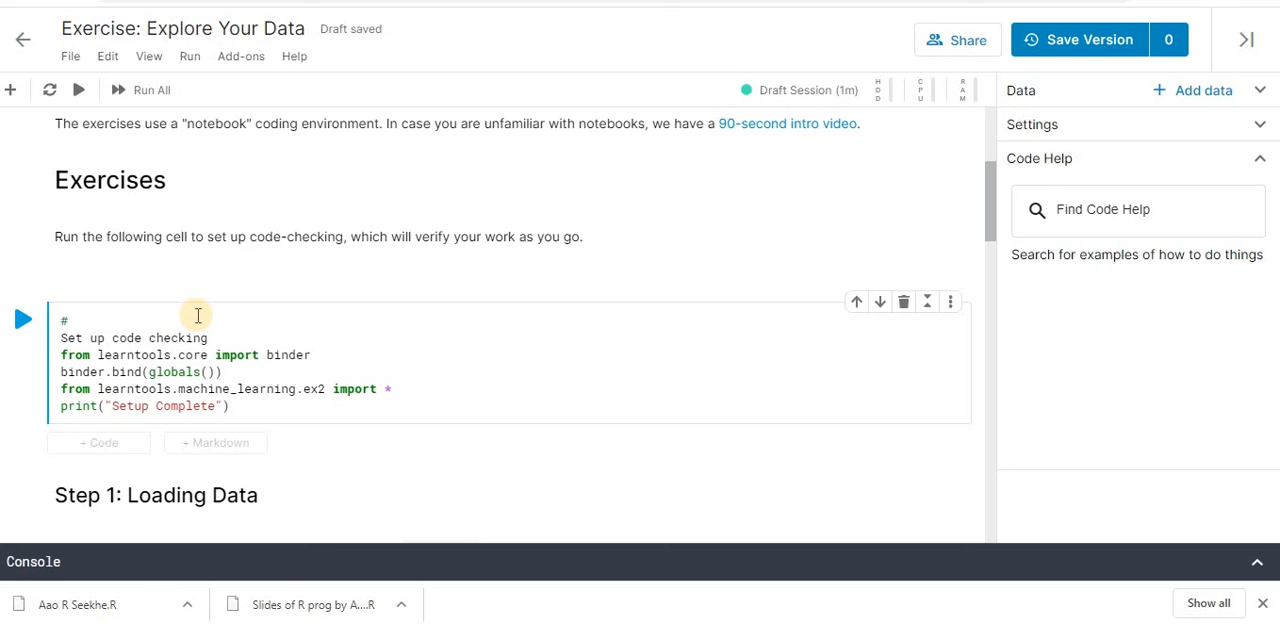 Exercise: Explore Your Data
Draft saved
File Edit View Run Add-ons Help
Share
Save Version 0
Run All
Draft Session (1m)
HDD
CPU
RAM
Data
Add data
Settings
Code Help
Find Code Help
Search for examples of how to do things
The exercises use a "notebook" coding environment. In case you are unfamiliar with notebooks, we have a 90-second intro video.
Exercises
Run the following cell to set up code-checking, which will verify your work as you go.
#
Set up code checking
from learntools.core import binder
binder.bind(globals())
from learntools.machine_learning.ex2 import *
print("Setup Complete")
+ Code
+ Markdown
Step 1: Loading Data
Console
Aao R Seekhe.R
Slides of R prog by A....R
Show all